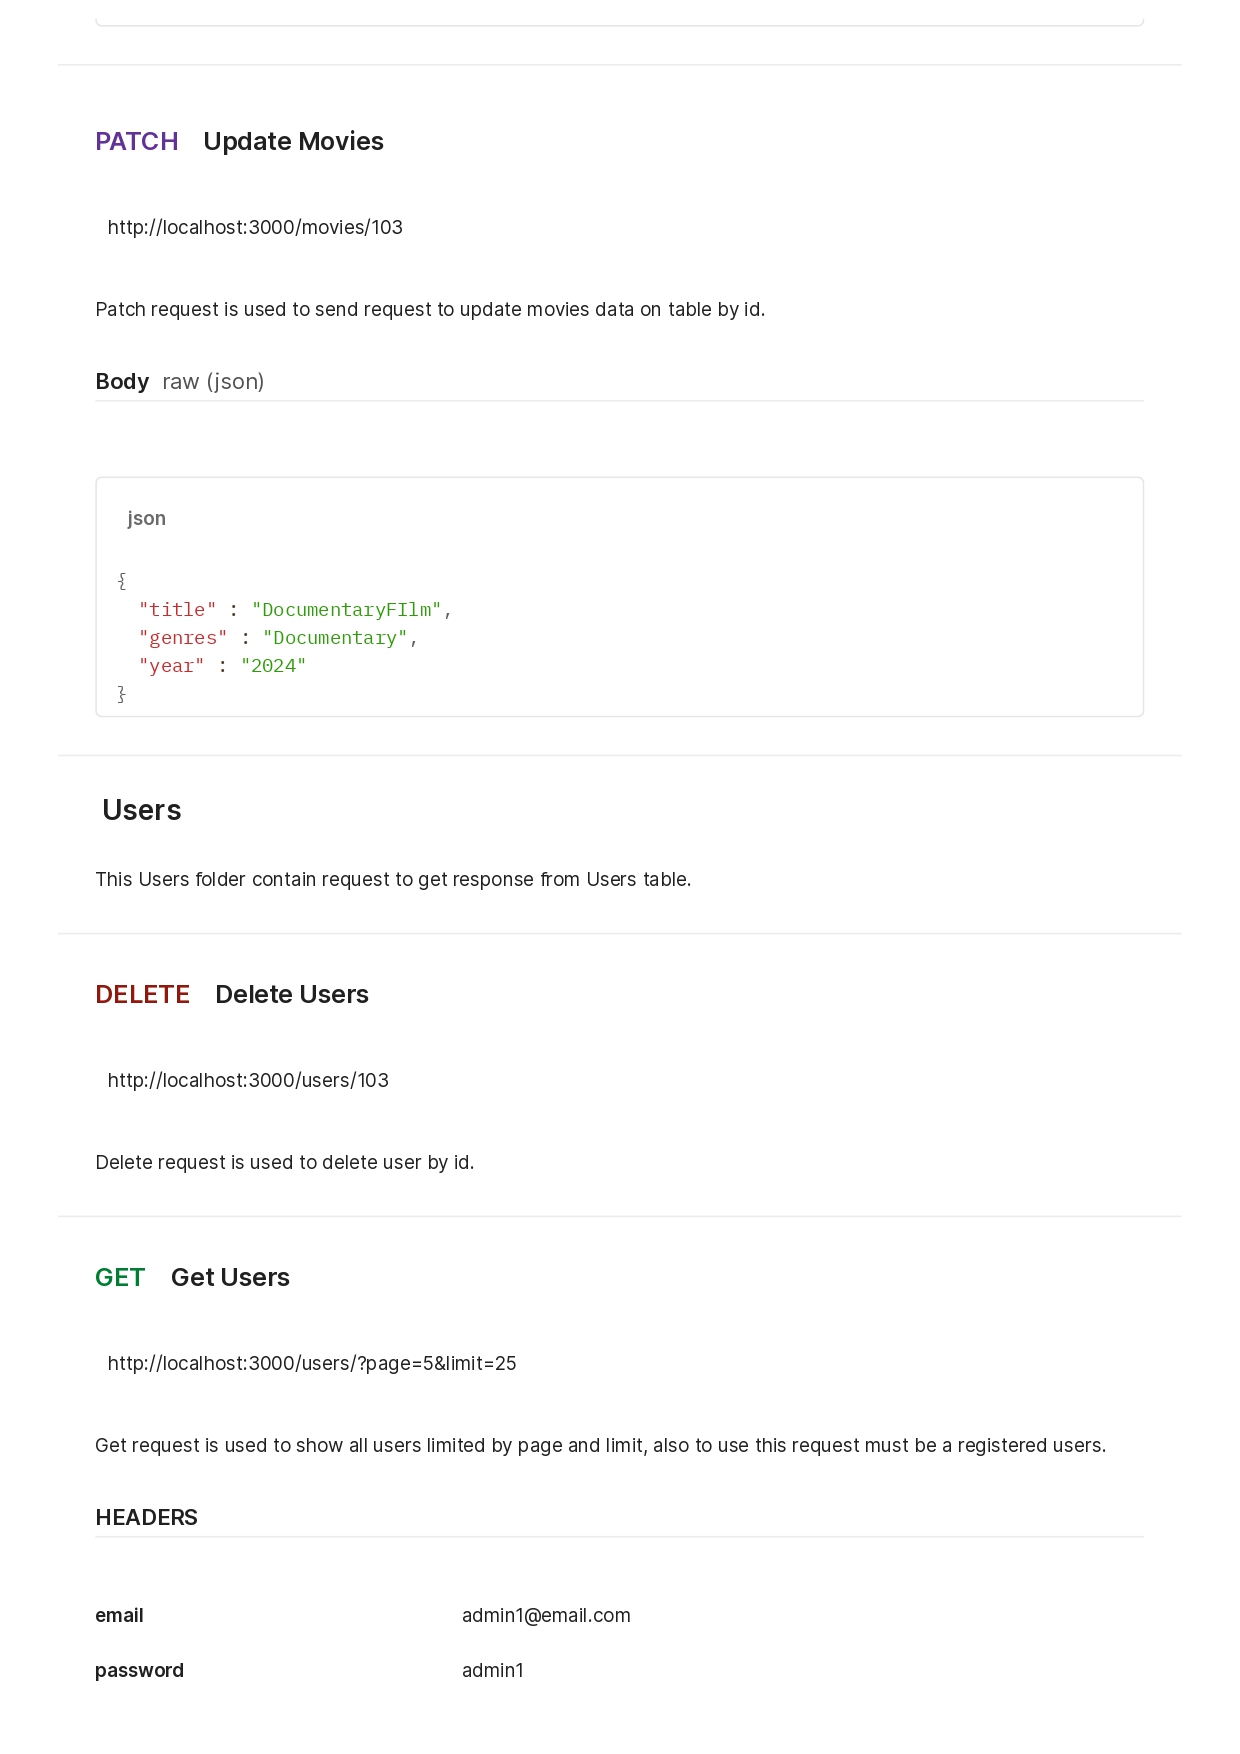 PATCH Update Movies
http://localhost:3000/movies/103
Patch request is used to send request to update movies data on table by id.
Body raw (json)
json
{
  "title" : "DocumentaryFIlm",
  "genres" : "Documentary",
  "year" : "2024"
}
Users
This Users folder contain request to get response from Users table.
DELETE Delete Users
http://localhost:3000/users/103
Delete request is used to delete user by id.
GET Get Users
http://localhost:3000/users/?page=5&limit=25
Get request is used to show all users limited by page and limit, also to use this request must be a registered users.
HEADERS
email admin1@email.com
password admin1